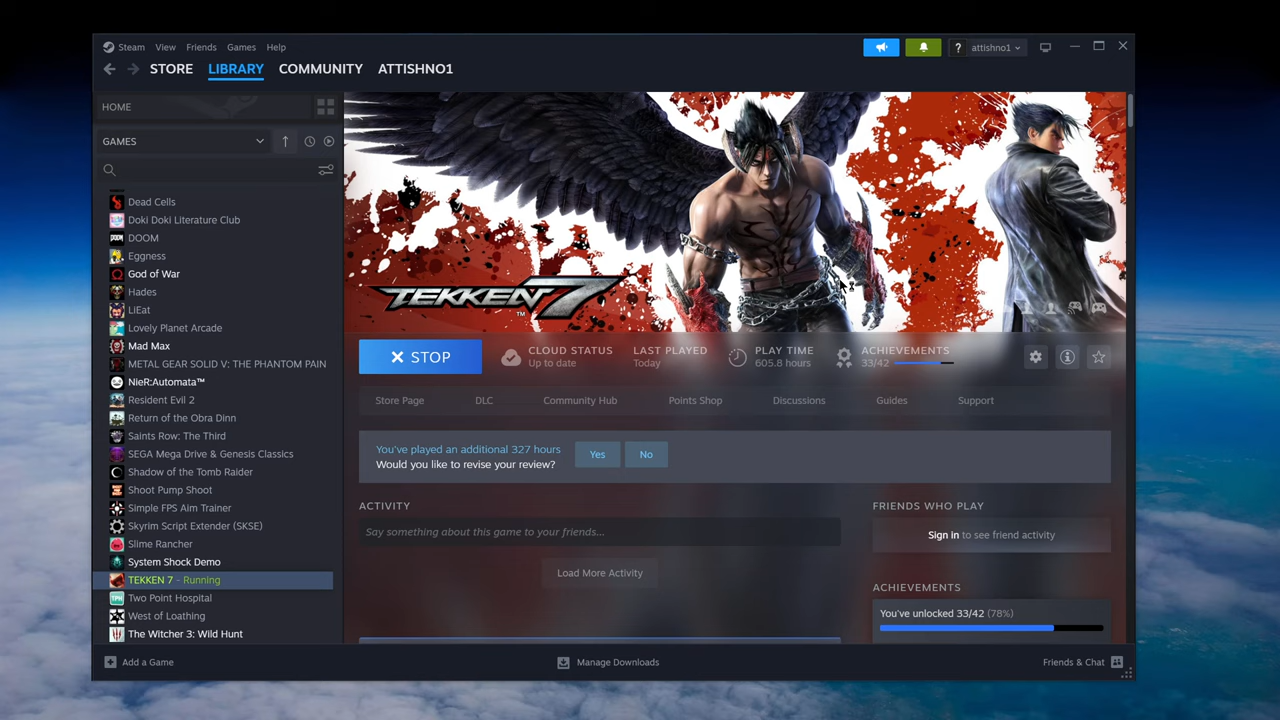 Steam View Friends Games Help
? attishno1
STORE LIBRARY COMMUNITY ATTISHNO1
HOME
GAMES
Dead Cells
Doki Doki Literature Club
DOOM
Eggness
God of War
Hades
LiEat
Lovely Planet Arcade
Mad Max
METAL GEAR SOLID V: THE PHANTOM PAIN
NieR:Automata™
Resident Evil 2
Return of the Obra Dinn
Saints Row: The Third
SEGA Mega Drive & Genesis Classics
Shadow of the Tomb Raider
Shoot Pump Shoot
Simple FPS Aim Trainer
Skyrim Script Extender (SKSE)
Slime Rancher
System Shock Demo
TEKKEN 7 - Running
Two Point Hospital
West of Loathing
The Witcher 3: Wild Hunt
TEKKEN 7™
STOP
CLOUD STATUS
Up to date
LAST PLAYED
Today
PLAY TIME
605.8 hours
ACHIEVEMENTS
33/42
Store Page DLC Community Hub Points Shop Discussions Guides Support
You've played an additional 327 hours
Would you like to revise your review?
Yes No
ACTIVITY
Say something about this game to your friends...
Load More Activity
FRIENDS WHO PLAY
Sign in to see friend activity
ACHIEVEMENTS
You've unlocked 33/42 (78%)
Add a Game
Manage Downloads
Friends & Chat